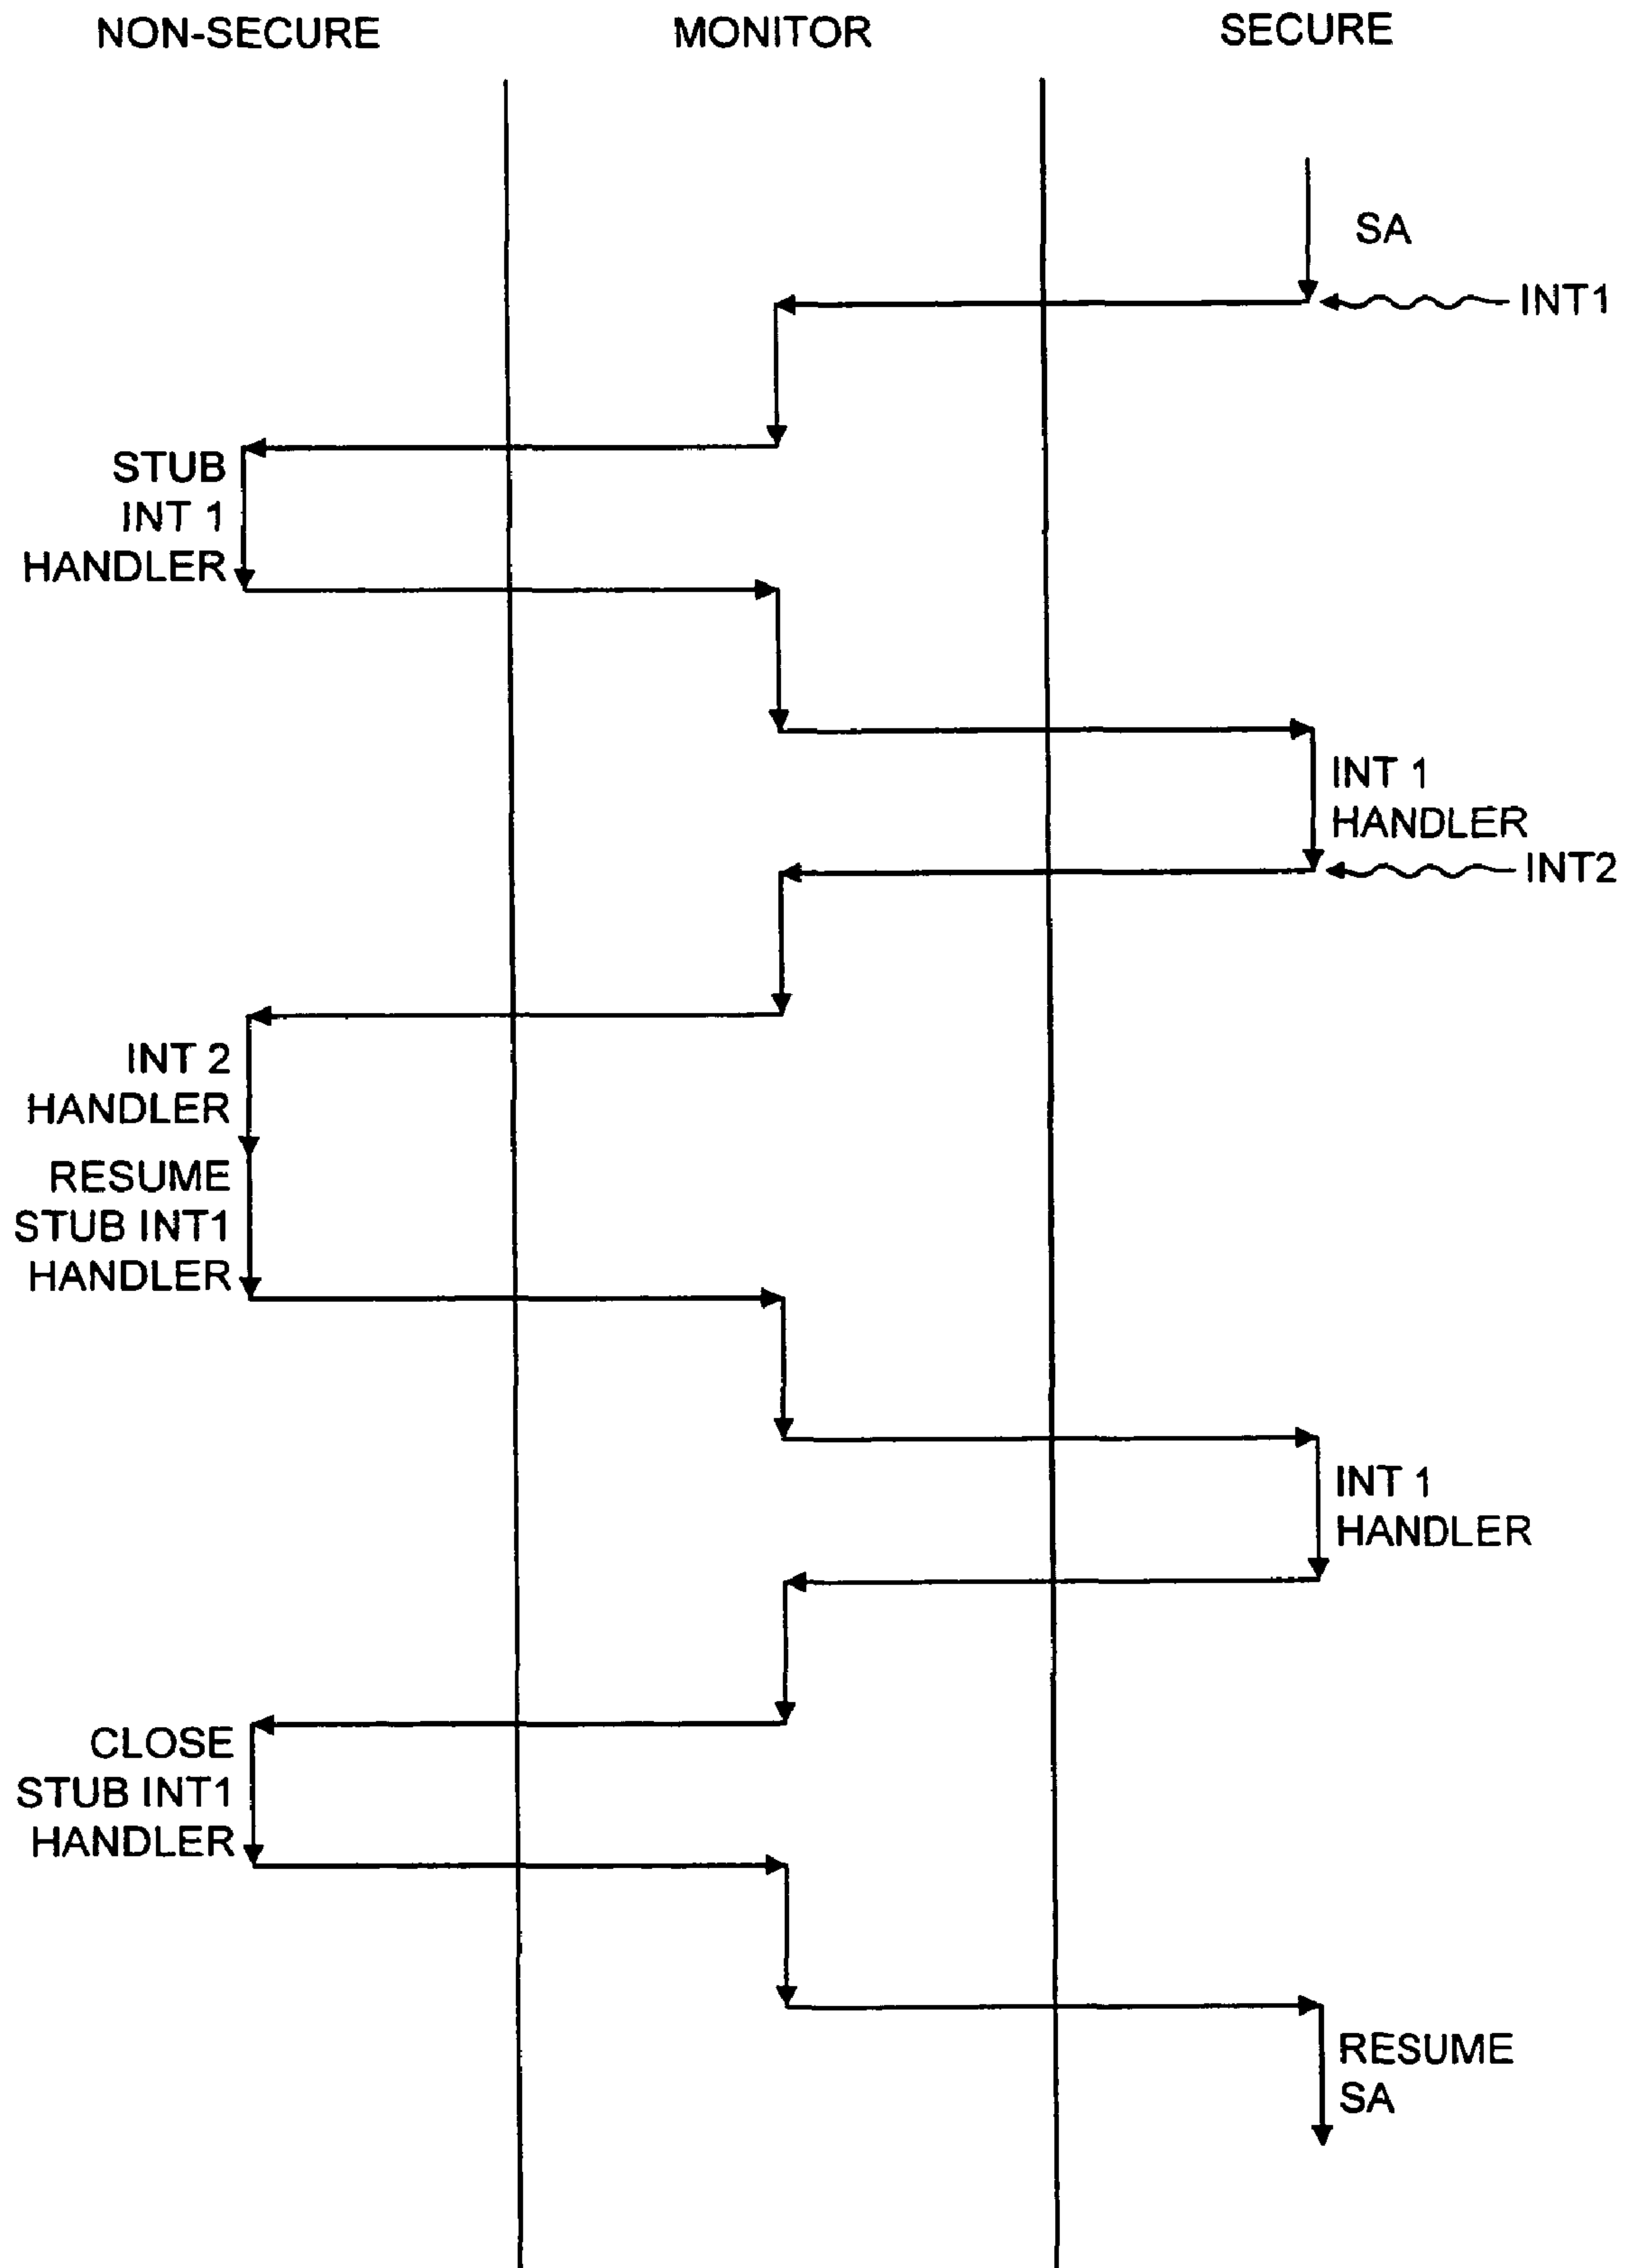 NON-SECURE
MONITOR
SECURE
SA
INT1
STUB
INT 1
HANDLER
INT 1
HANDLER
INT2
INT 2
HANDLER
RESUME
STUB INT1
HANDLER
INT 1
HANDLER
CLOSE
STUB INT1
HANDLER
RESUME
SA